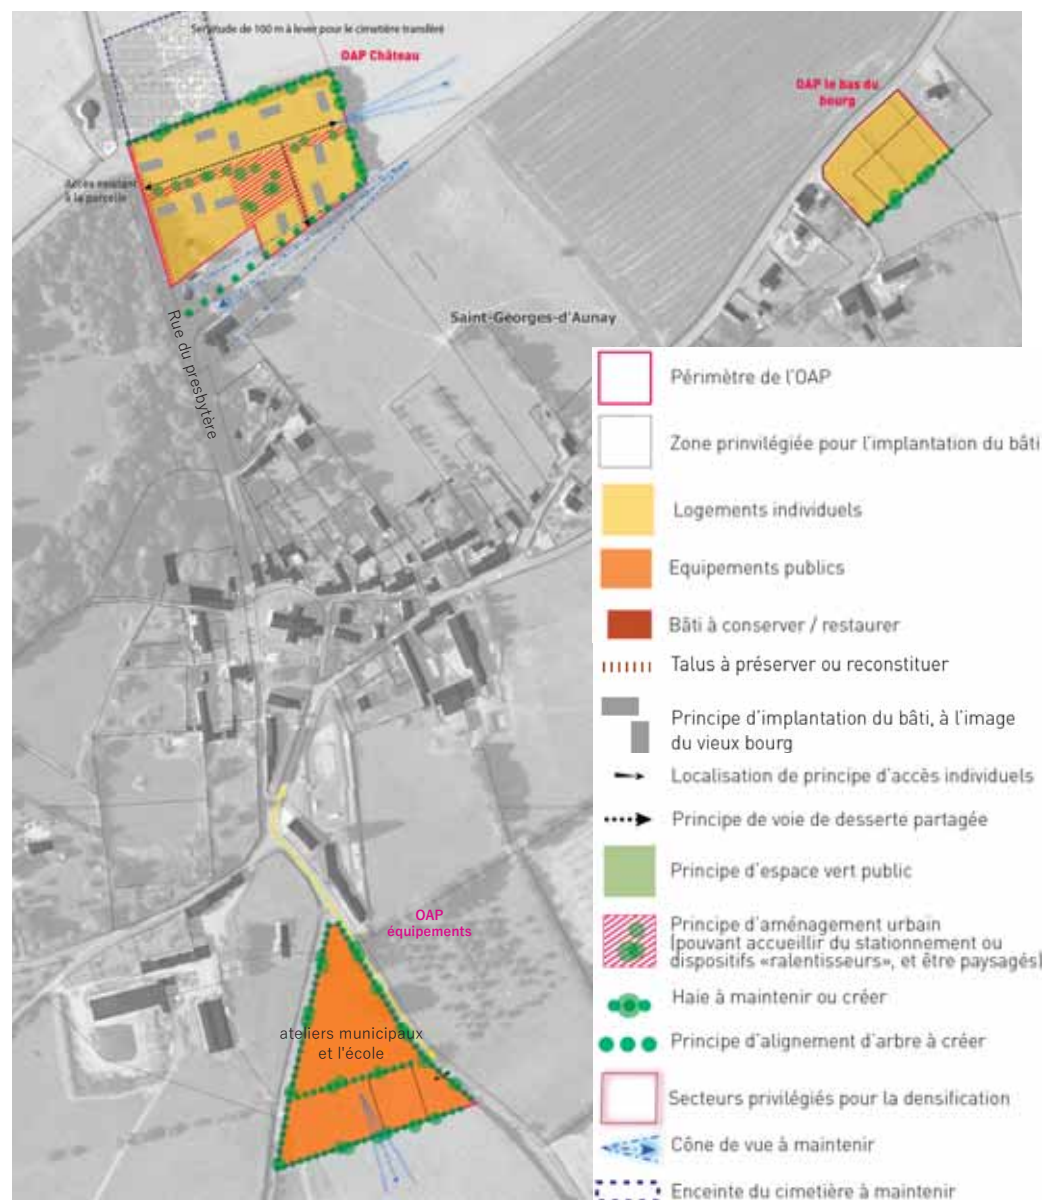 Servitude de 100 m à lever pour le cimetière transféré
OAP Château
OAP le bas du
bourg
Accès existant
à la parcelle
Rue du presbytère
Saint-Georges-d'Aunay
OAP
équipements
ateliers municipaux
et l'école
Périmètre de l'OAP
Zone prinvilégiée pour l'implantation du bâti
Logements individuels
Equipements publics
Bâti à conserver / restaurer
Talus à préserver ou reconstituer
Principe d'implantation du bâti, à l'image
du vieux bourg
Localisation de principe d'accès individuels
Principe de voie de desserte partagée
Principe d'espace vert public
Principe d'aménagement urbain
(pouvant accueillir du stationnement ou
dispositifs «ralentisseurs», et être paysagés)
Haie à maintenir ou créer
Principe d'alignement d'arbre à créer
Secteurs privilégiés pour la densification
Cône de vue à maintenir
Enceinte du cimetière à maintenir